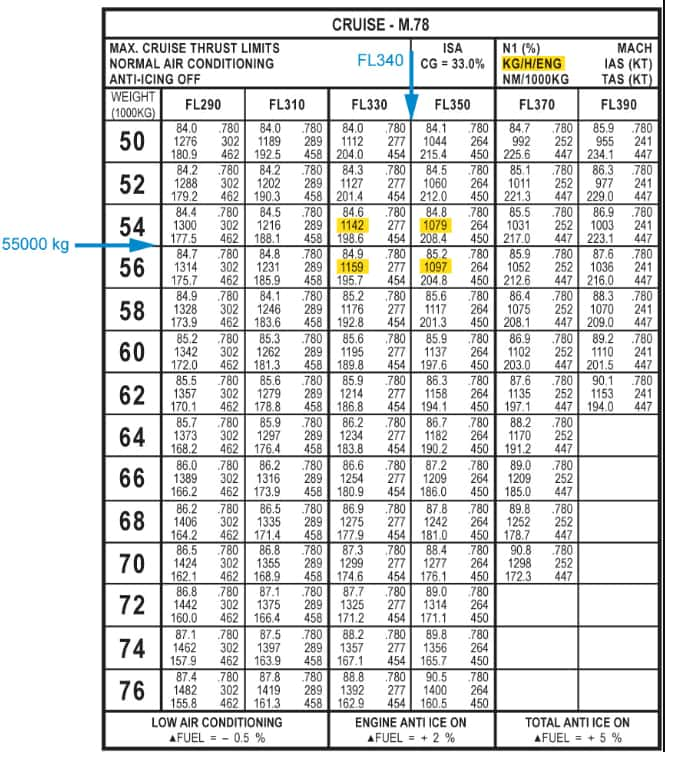 CRUISE - M.78
MAX. CRUISE THRUST LIMITS
NORMAL AIR CONDITIONING
ANTI-ICING OFF
FL340
ISA
CG = 33.0%
N1 (%) MACH
KG/H/ENG IAS (KT)
NM/1000KG TAS (KT)
WEIGHT
(1000KG)
FL290 FL310 FL330 FL350 FL370 FL390
50
84.0 .780 84.0 .780 84.0 .780 84.1 .780 84.7 .780 85.9 .780
1276 302 1189 289 1112 277 1044 264 992 252 955 241
180.9 462 192.5 458 204.0 454 215.4 450 225.6 447 234.1 447
52
84.2 .780 84.2 .780 84.3 .780 84.5 .780 85.1 .780 86.3 .780
1288 302 1202 289 1127 277 1060 264 1011 252 977 241
179.2 462 190.3 458 201.4 454 212.0 450 221.3 447 229.0 447
54
84.4 .780 84.5 .780 84.6 .780 84.8 .780 85.5 .780 86.9 .780
1300 302 1216 289 1142 277 1079 264 1031 252 1003 241
177.5 462 188.1 458 198.6 454 208.4 450 217.0 447 223.1 447
55000 kg
56
84.7 .780 84.8 .780 84.9 .780 85.2 .780 85.9 .780 87.6 .780
1314 302 1231 289 1159 277 1097 264 1052 252 1036 241
175.7 462 185.9 458 195.7 454 204.8 450 212.6 447 216.0 447
58
84.9 .780 84.1 .780 85.2 .780 85.6 .780 86.4 .780 88.3 .780
1328 302 1246 289 1176 277 1117 264 1075 252 1070 241
173.9 462 183.6 458 192.8 454 201.3 450 208.1 447 209.0 447
60
85.2 .780 85.3 .780 85.6 .780 85.9 .780 86.9 .780 89.2 .780
1342 302 1262 289 1195 277 1137 264 1102 252 1110 241
172.0 462 181.3 458 189.8 454 197.6 450 203.0 447 201.5 447
62
85.5 .780 85.6 .780 85.9 .780 86.3 .780 87.6 .780 90.1 .780
1357 302 1279 289 1214 277 1158 264 1135 252 1153 241
170.1 462 178.8 458 186.8 454 194.1 450 197.1 447 194.0 447
64
85.7 .780 85.9 .780 86.2 .780 86.7 .780 88.2 .780
1373 302 1297 289 1234 277 1182 264 1170 252
168.2 462 176.4 458 183.8 454 190.2 450 191.2 447
66
86.0 .780 86.2 .780 86.6 .780 87.2 .780 89.0 .780
1389 302 1316 289 1254 277 1209 264 1209 252
166.2 462 173.9 458 180.9 454 186.0 450 185.0 447
68
86.2 .780 86.5 .780 86.9 .780 87.8 .780 89.8 .780
1406 302 1335 289 1275 277 1242 264 1252 252
164.2 462 171.4 458 177.9 454 181.0 450 178.7 447
70
86.5 .780 86.8 .780 87.3 .780 88.4 .780 90.8 .780
1424 302 1355 289 1299 277 1277 264 1298 252
162.1 462 168.9 458 174.6 454 176.1 450 172.3 447
72
86.8 .780 87.1 .780 87.7 .780 89.0 .780
1442 302 1375 289 1325 277 1314 264
160.0 462 166.4 458 171.2 454 171.1 450
74
87.1 .780 87.5 .780 88.2 .780 89.8 .780
1462 302 1397 289 1357 277 1356 264
157.9 462 163.9 458 167.1 454 165.7 450
76
87.4 .780 87.8 .780 88.8 .780 90.5 .780
1482 302 1419 289 1392 277 1400 264
155.8 462 161.3 458 162.9 454 160.5 450
LOW AIR CONDITIONING ENGINE ANTI ICE ON TOTAL ANTI ICE ON
▲FUEL = - 0.5 % ▲FUEL = + 2 % ▲FUEL = + 5 %